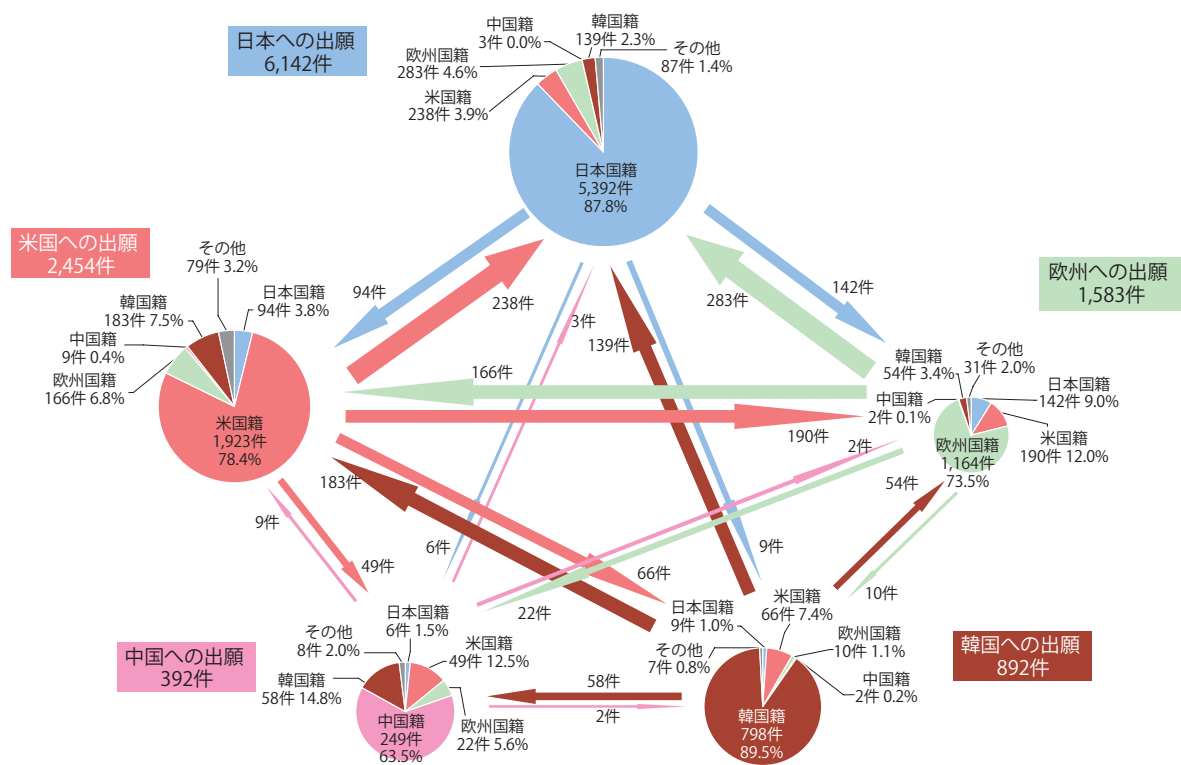 日本への出願
6,142件
中国籍
3件 0.0%
韓国籍
139件 2.3%
その他
87件 1.4%
欧州国籍
283件 4.6%
米国籍
238件 3.9%
日本国籍
5,392件
87.8%
米国への出願
2,454件
その他
79件 3.2%
日本国籍
94件 3.8%
韓国籍
183件 7.5%
中国籍
9件 0.4%
欧州国籍
166件 6.8%
米国籍
1,923件
78.4%
欧州への出願
1,583件
韓国籍
54件 3.4%
その他
31件 2.0%
日本国籍
142件 9.0%
中国籍
2件 0.1%
米国籍
190件 12.0%
欧州国籍
1,164件
73.5%
94件
238件
3件
139件
283件
142件
166件
190件
183件
2件
54件
9件
49件
6件
66件
9件
10件
22件
中国への出願
392件
その他
8件 2.0%
日本国籍
6件 1.5%
米国籍
49件 12.5%
韓国籍
58件 14.8%
欧州国籍
22件 5.6%
中国籍
249件
63.5%
58件
2件
韓国への出願
892件
日本国籍
9件 1.0%
米国籍
66件 7.4%
その他
7件 0.8%
欧州国籍
10件 1.1%
中国籍
2件 0.2%
韓国籍
798件
89.5%